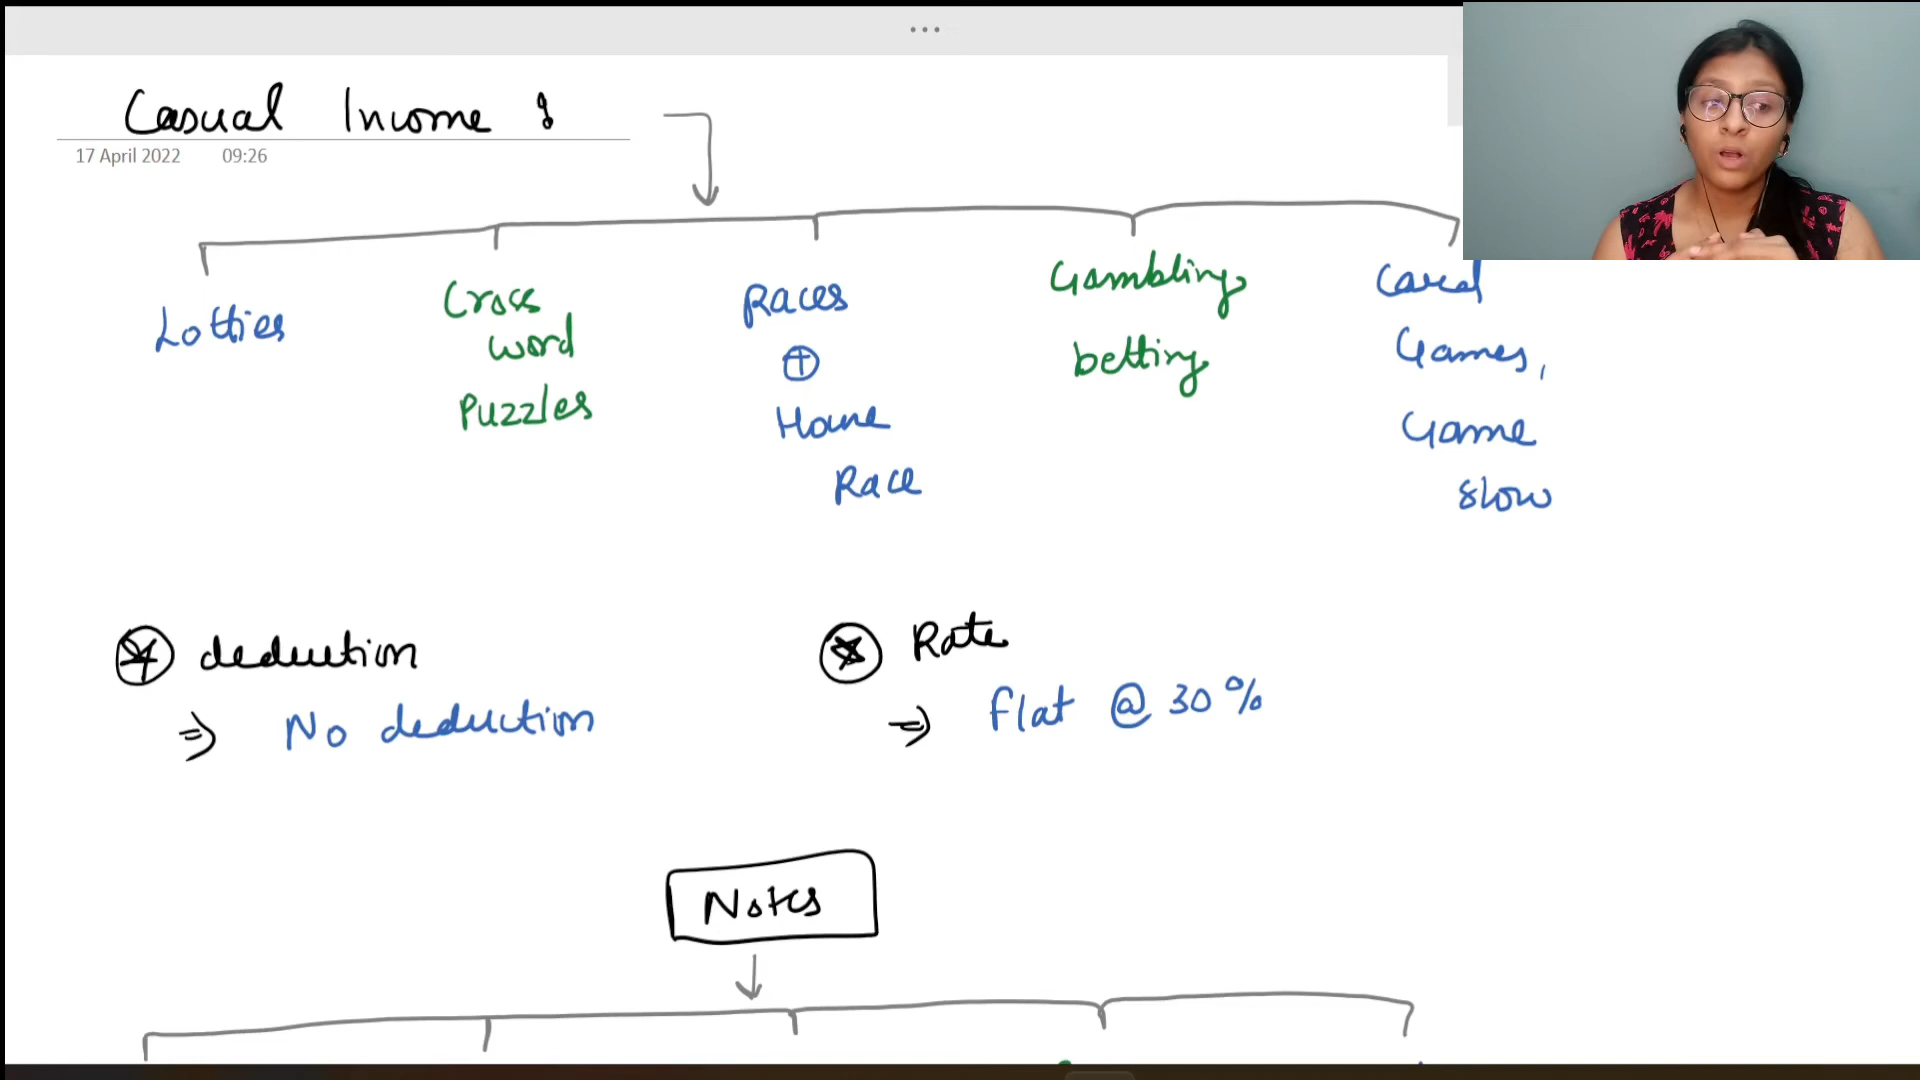 Casual Income :
17 April 2022 09:26
Lotties
Cross
word
Puzzles
Races
+
Horse
Race
Gambling
betting
Card
Games,
Game
Show
deduction
⇒ No deduction
Rate
⇒ flat @ 30%
Notes